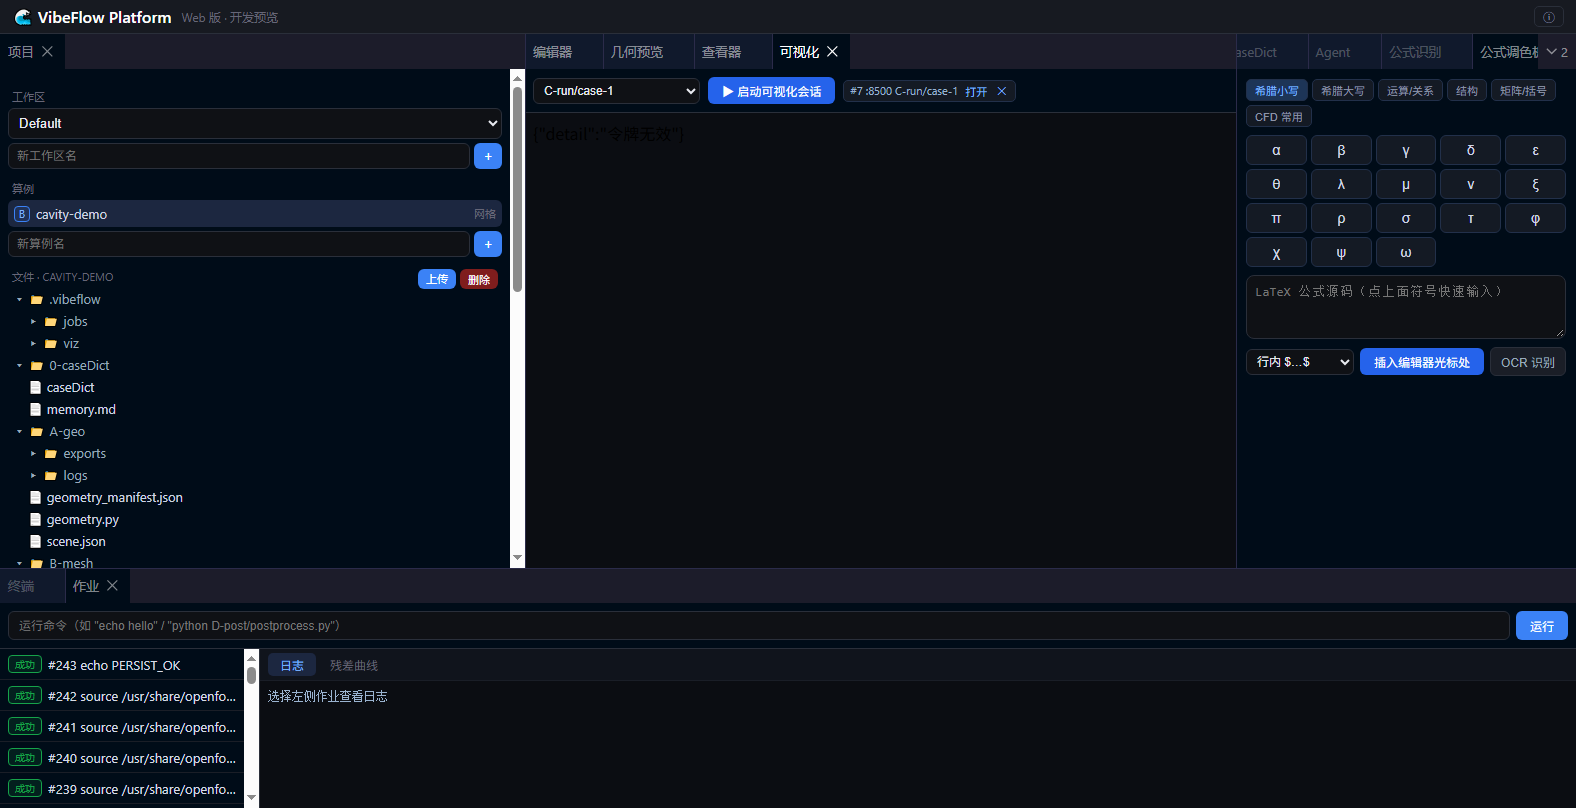 VibeFlow Platform Web 版 · 开发预览
项目
工作区
Default
新工作区名
+
算例
B cavity-demo 网格
新算例名
+
文件 · CAVITY-DEMO 上传 删除
.vibeflow
jobs
viz
0-caseDict
caseDict
memory.md
A-geo
exports
logs
geometry_manifest.json
geometry.py
scene.json
B-mesh
编辑器 几何预览 查看器 可视化
C-run/case-1 ▶ 启动可视化会话 #7 :8500 C-run/case-1 打开
{"detail":"令牌无效"}
aseDict Agent 公式识别 公式调色板 2
希腊小写 希腊大写 运算/关系 结构 矩阵/括号
CFD 常用
α β γ δ ε
θ λ μ ν ξ
π ρ σ τ φ
χ ψ ω
LaTeX 公式源码（点上面符号快速输入）
行内 $...$ 插入编辑器光标处 OCR 识别
终端 作业
运行命令（如 "echo hello" / "python D-post/postprocess.py"） 运行
成功 #243 echo PERSIST_OK
成功 #242 source /usr/share/openfo...
成功 #241 source /usr/share/openfo...
成功 #240 source /usr/share/openfo...
成功 #239 source /usr/share/openfo...
日志 残差曲线
选择左侧作业查看日志